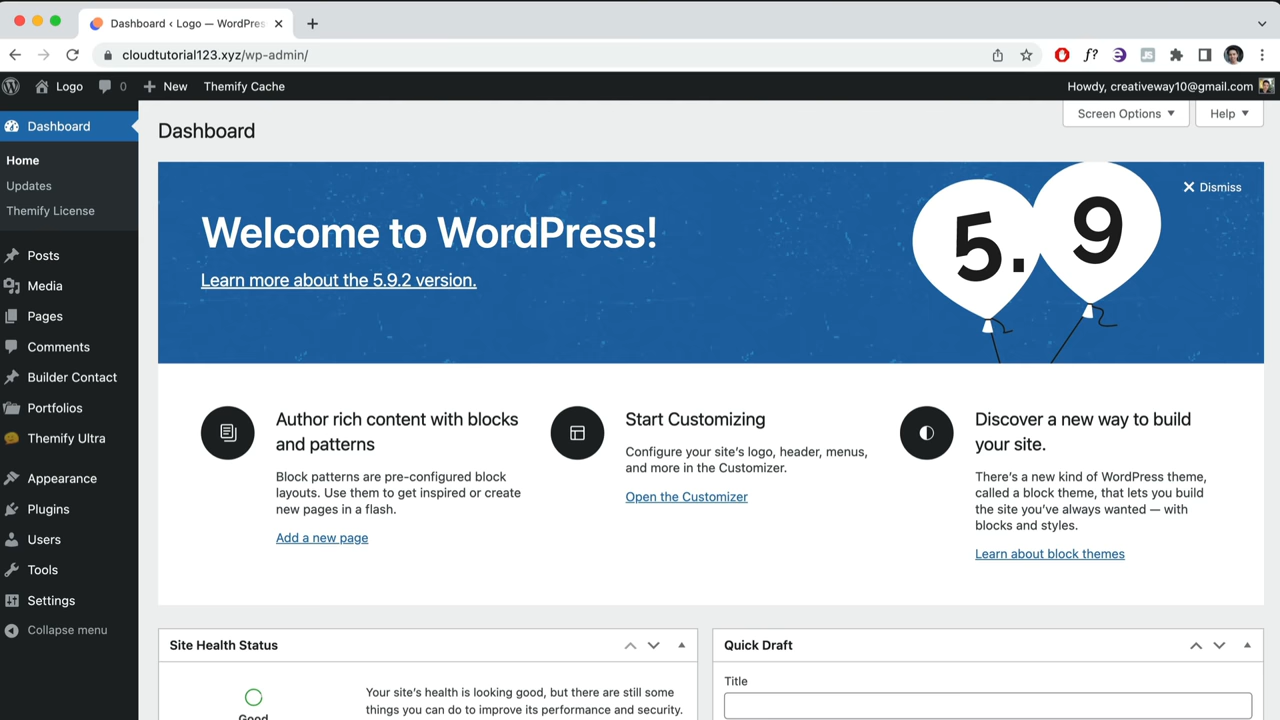 Dashboard ‹ Logo — WordPres
cloudtutorial123.xyz/wp-admin/
f?
JS
Logo
0
New
Themify Cache
Howdy, creativeway10@gmail.com
Dashboard
Home
Updates
Themify License
Posts
Media
Pages
Comments
Builder Contact
Portfolios
Themify Ultra
Appearance
Plugins
Users
Tools
Settings
Collapse menu
Dashboard
Screen Options
Help
Welcome to WordPress!
Learn more about the 5.9.2 version.
5.9
Dismiss
Author rich content with blocks
and patterns
Block patterns are pre-configured block
layouts. Use them to get inspired or create
new pages in a flash.
Add a new page
Start Customizing
Configure your site's logo, header, menus,
and more in the Customizer.
Open the Customizer
Discover a new way to build
your site.
There's a new kind of WordPress theme,
called a block theme, that lets you build
the site you've always wanted — with
blocks and styles.
Learn about block themes
Site Health Status
Good
Your site's health is looking good, but there are still some
things you can do to improve its performance and security.
Quick Draft
Title